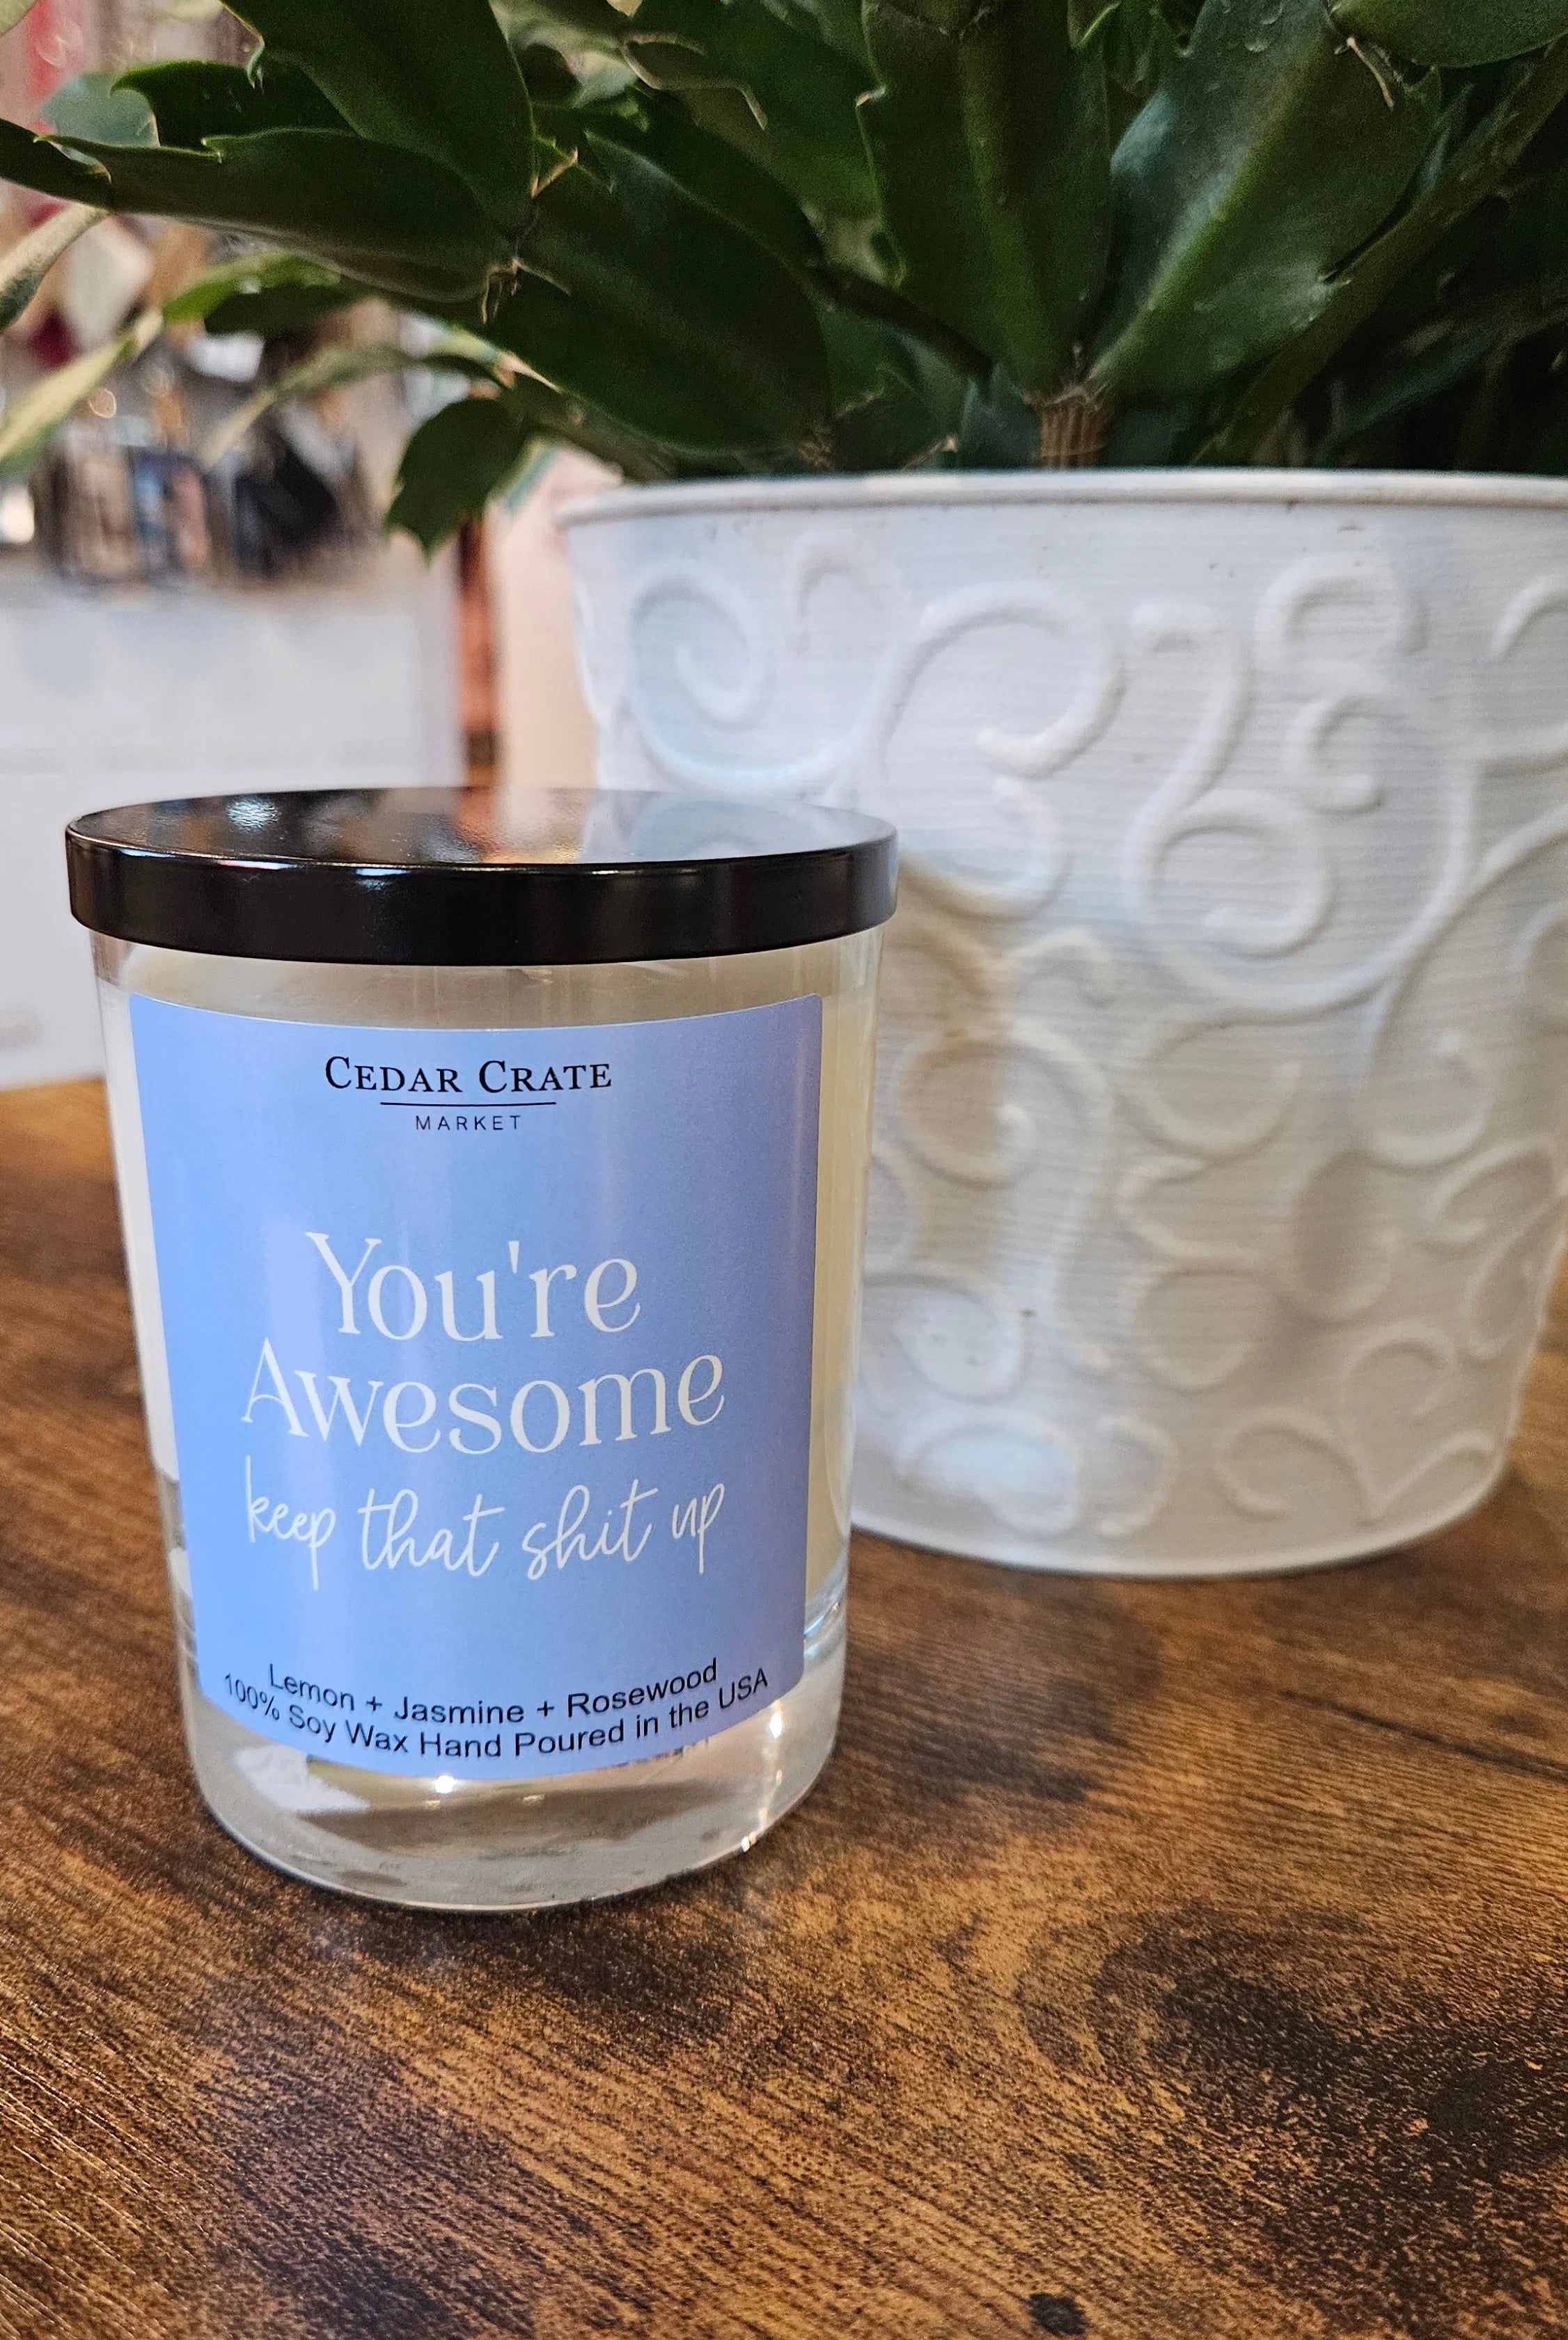 CEDAR CRATE
MARKET
You're
Awesome
keep that shit up
Lemon + Jasmine + Rosewood
100% Soy Wax Hand Poured in the USA